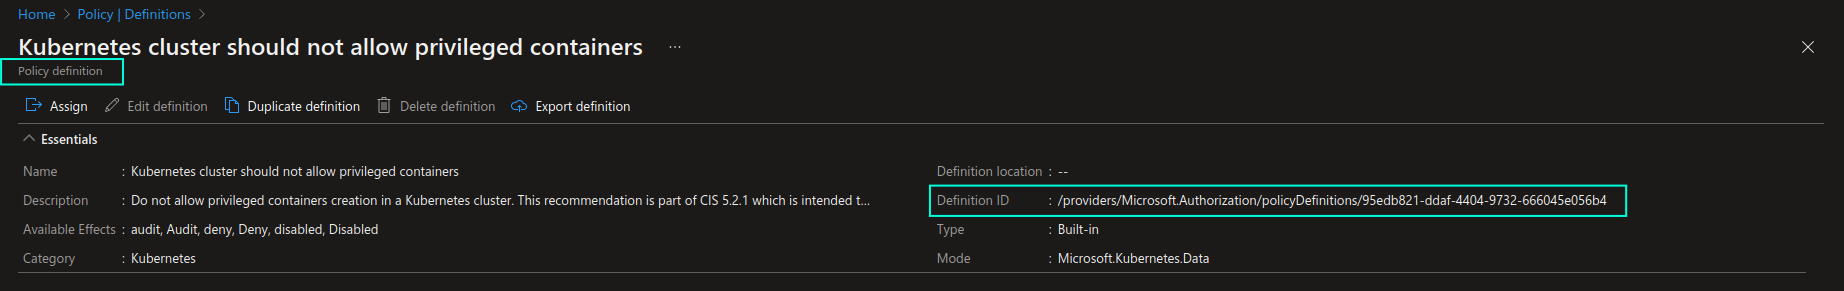 Home > Policy | Definitions >
Kubernetes cluster should not allow privileged containers ...
Policy definition
Assign Edit definition Duplicate definition Delete definition Export definition
Essentials
Name : Kubernetes cluster should not allow privileged containers
Description : Do not allow privileged containers creation in a Kubernetes cluster. This recommendation is part of CIS 5.2.1 which is intended t...
Available Effects : audit, Audit, deny, Deny, disabled, Disabled
Category : Kubernetes
Definition location : --
Definition ID : /providers/Microsoft.Authorization/policyDefinitions/95edb821-ddaf-4404-9732-666045e056b4
Type : Built-in
Mode : Microsoft.Kubernetes.Data